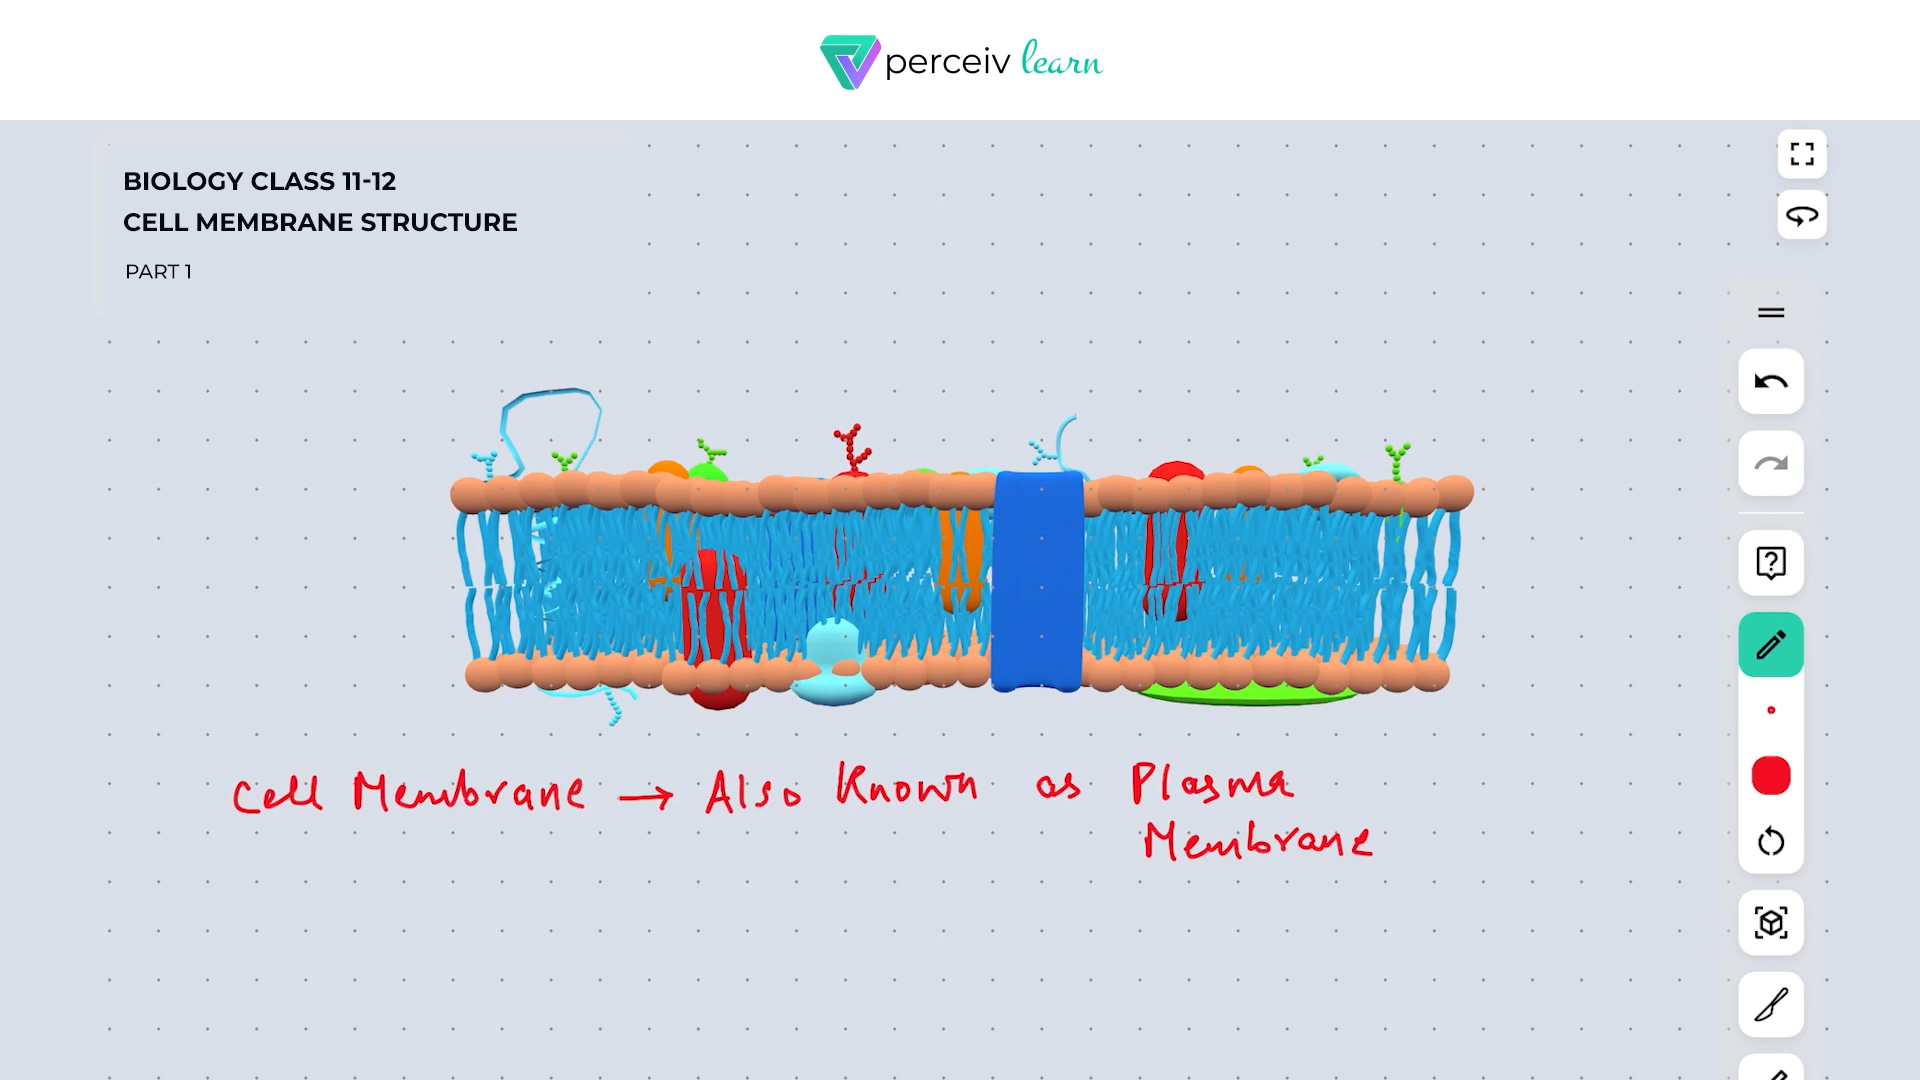 perceiv learn
BIOLOGY CLASS 11-12
CELL MEMBRANE STRUCTURE
PART 1
Cell Membrane → Also Known as Plasma
Membrane